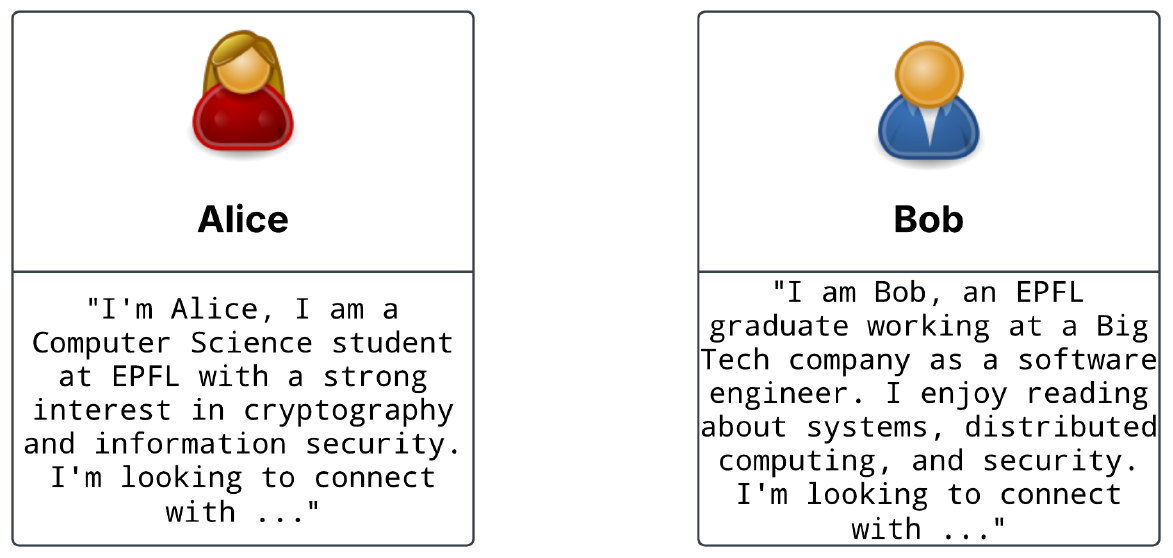 Alice
"I'm Alice, I am a
Computer Science student
at EPFL with a strong
interest in cryptography
and information security.
I'm looking to connect
with ..."
Bob
"I am Bob, an EPFL
graduate working at a Big
Tech company as a software
engineer. I enjoy reading
about systems, distributed
computing, and security.
I'm looking to connect
with ..."